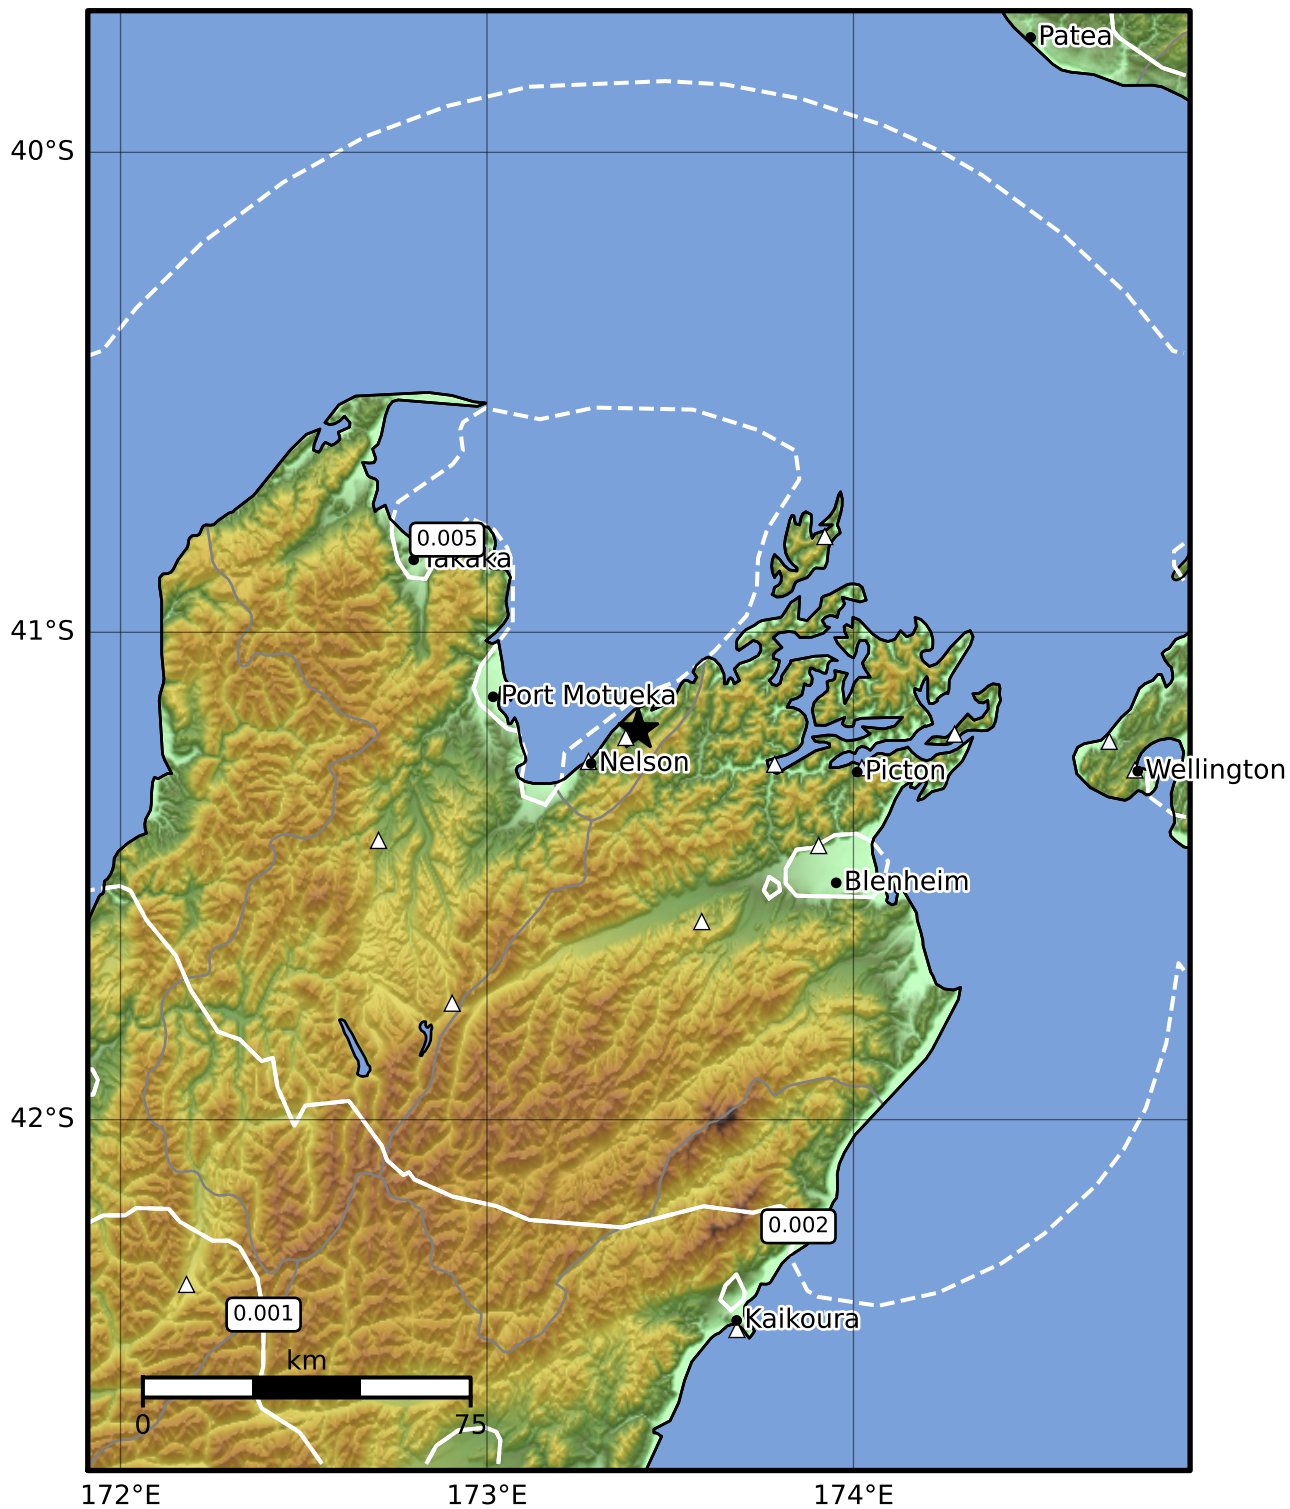 Patea
40°S
0.005
Takaka
41°S
Port Motueka
Nelson
Picton
Wellington
Blenheim
42°S
0.002
0.001
Kaikoura
km
0
75
172°E
173°E
174°E